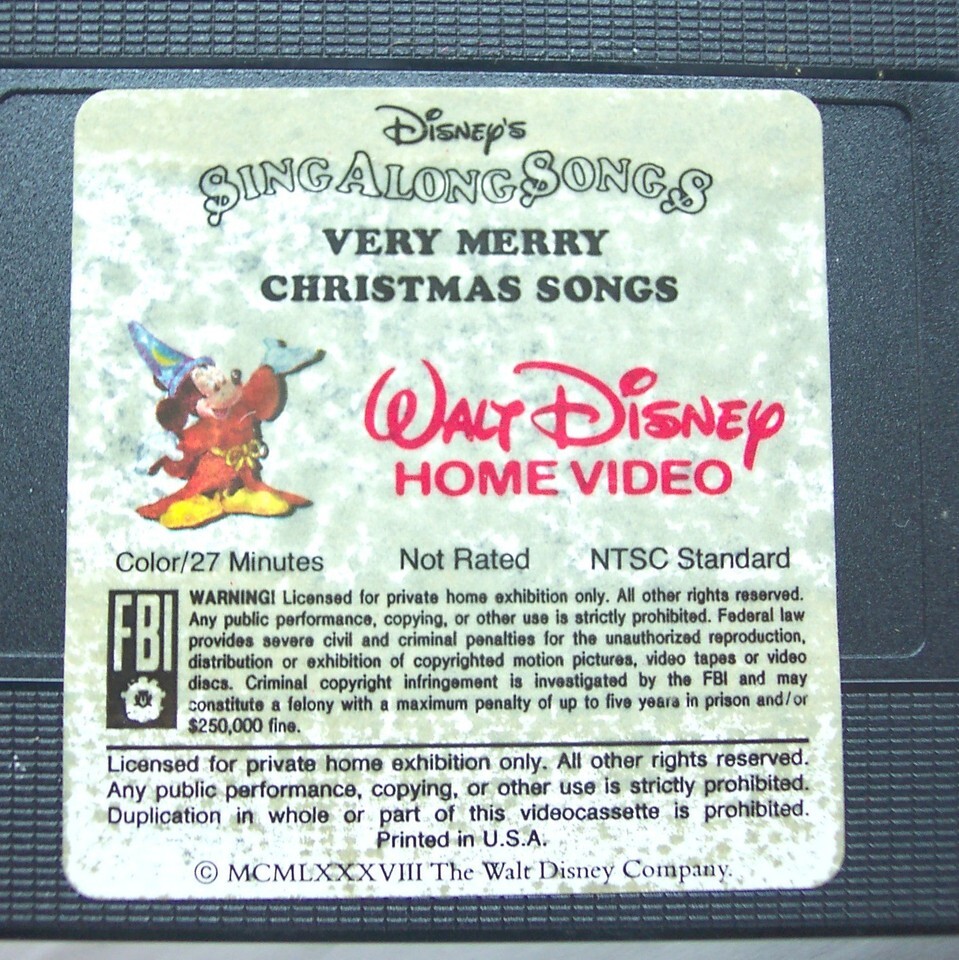 Disney's
Sing Along Songs
VERY MERRY
CHRISTMAS SONGS
Walt Disney
HOME VIDEO
Color/27 Minutes Not Rated NTSC Standard
FBI
WARNING! Licensed for private home exhibition only. All other rights reserved.
Any public performance, copying, or other use is strictly prohibited. Federal law
provides severe civil and criminal penalties for the unauthorized reproduction,
distribution or exhibition of copyrighted motion pictures, video tapes or video
discs. Criminal copyright infringement is investigated by the FBI and may
constitute a felony with a maximum penalty of up to five years in prison and/or
$250,000 fine.
Licensed for private home exhibition only. All other rights reserved.
Any public performance, copying, or other use is strictly prohibited.
Duplication in whole or part of this videocassette is prohibited.
Printed in U.S.A.
© MCMLXXXVIII The Walt Disney Company.